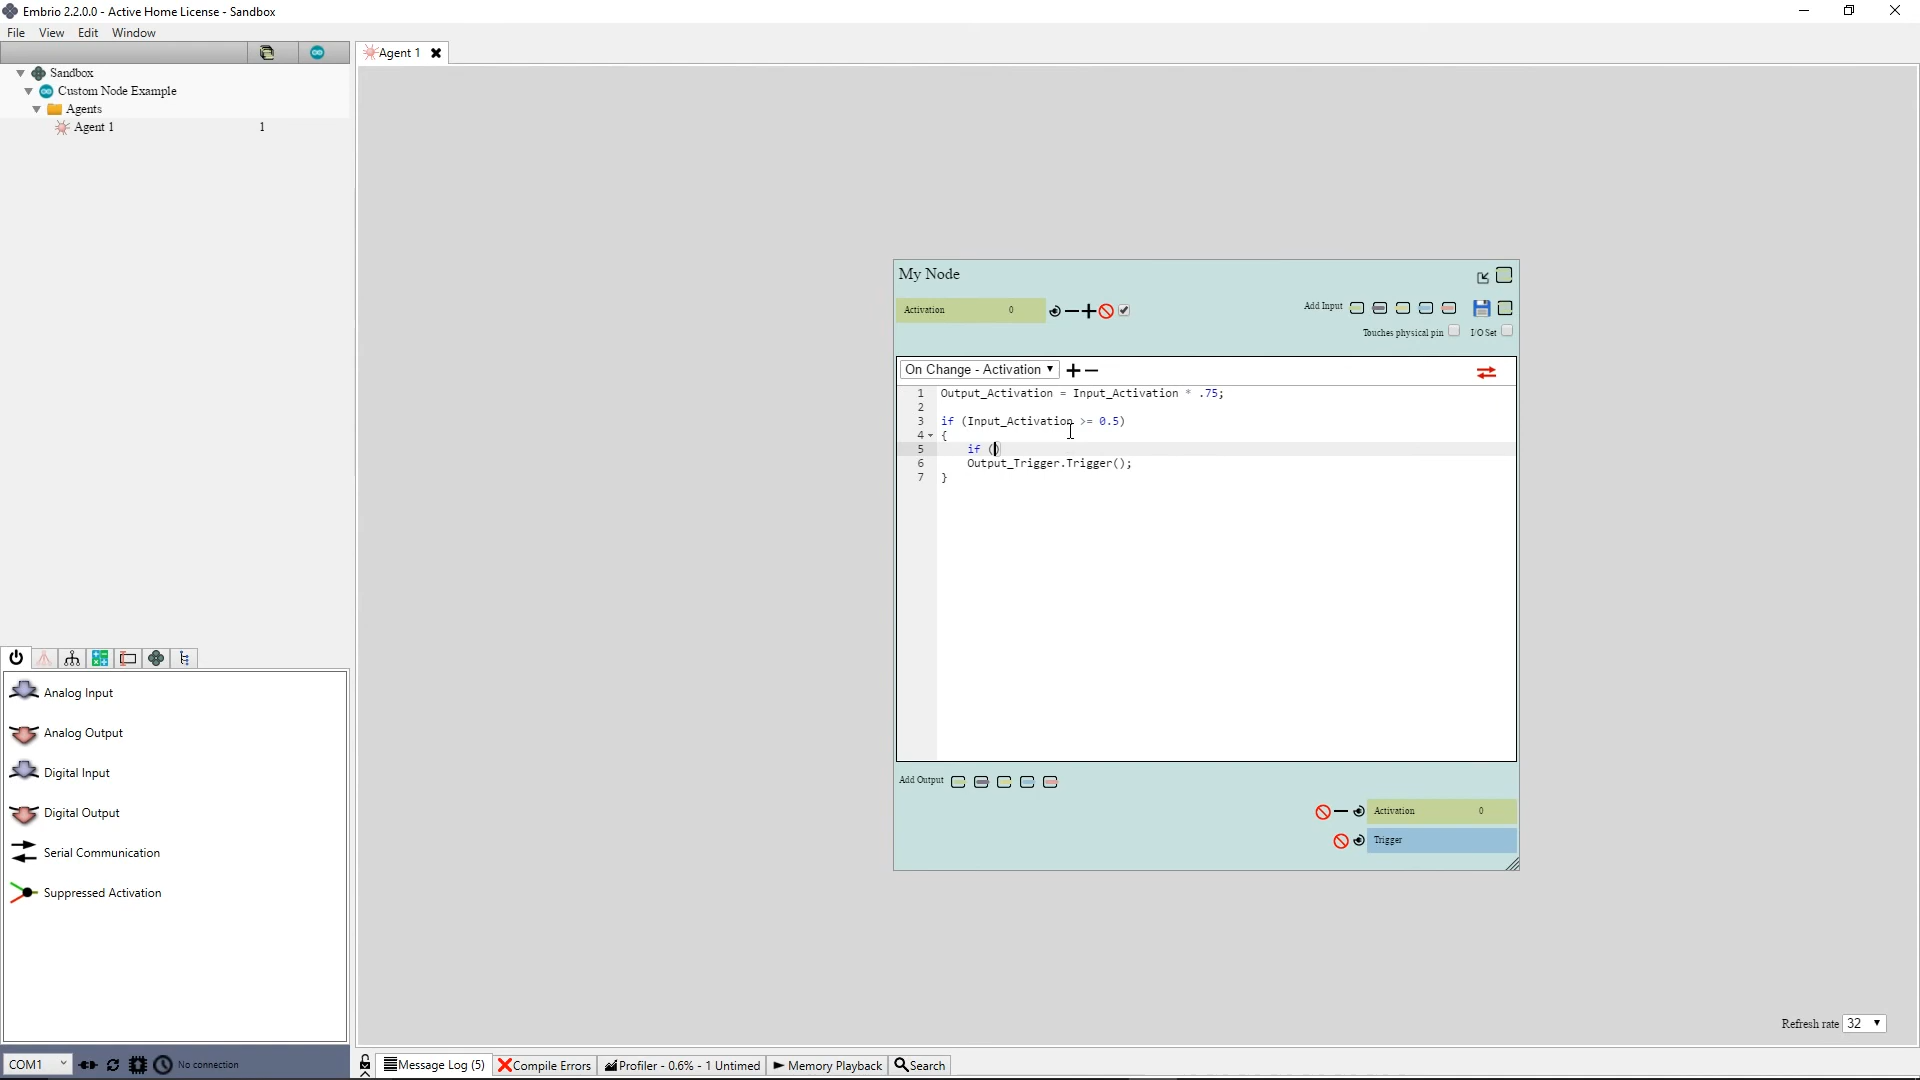 Embrio 2.2.0.0 - Active Home License - Sandbox
File View Edit Window
Agent 1
Sandbox
Custom Node Example
Agents
Agent 1 1
My Node
Activation 0
Add Input
Touches physical pin I/O Set
On Change - Activation
1 Output_Activation = Input_Activation * .75;
2
3 if (Input_Activation >= 0.5)
4 {
5 if ()
6 Output_Trigger.Trigger();
7 }
Add Output
Activation 0
Trigger
Analog Input
Analog Output
Digital Input
Digital Output
Serial Communication
Suppressed Activation
Refresh rate 32
COM1 No connection
Message Log (5) Compile Errors Profiler - 0.6% - 1 Untimed Memory Playback Search